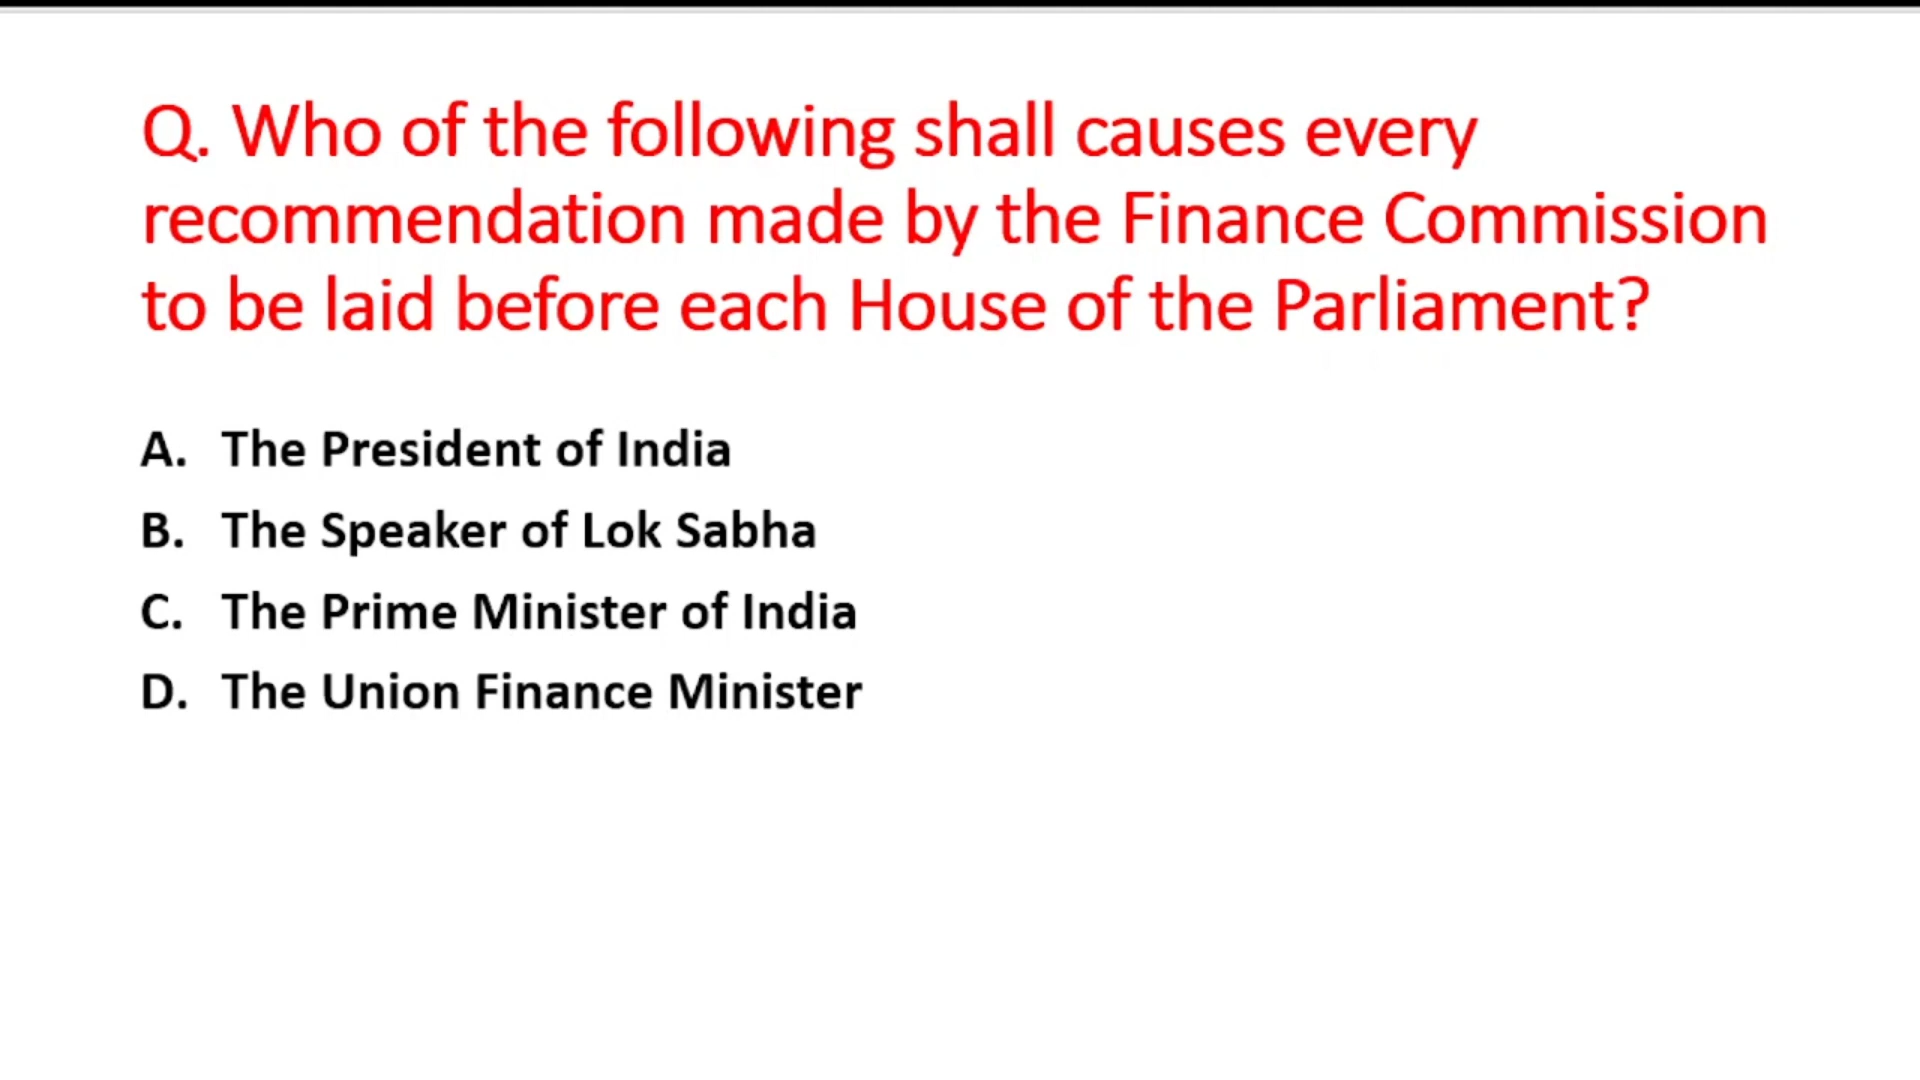 Q. Who of the following shall causes every
recommendation made by the Finance Commission
to be laid before each House of the Parliament?
A. The President of India
B. The Speaker of Lok Sabha
C. The Prime Minister of India
D. The Union Finance Minister